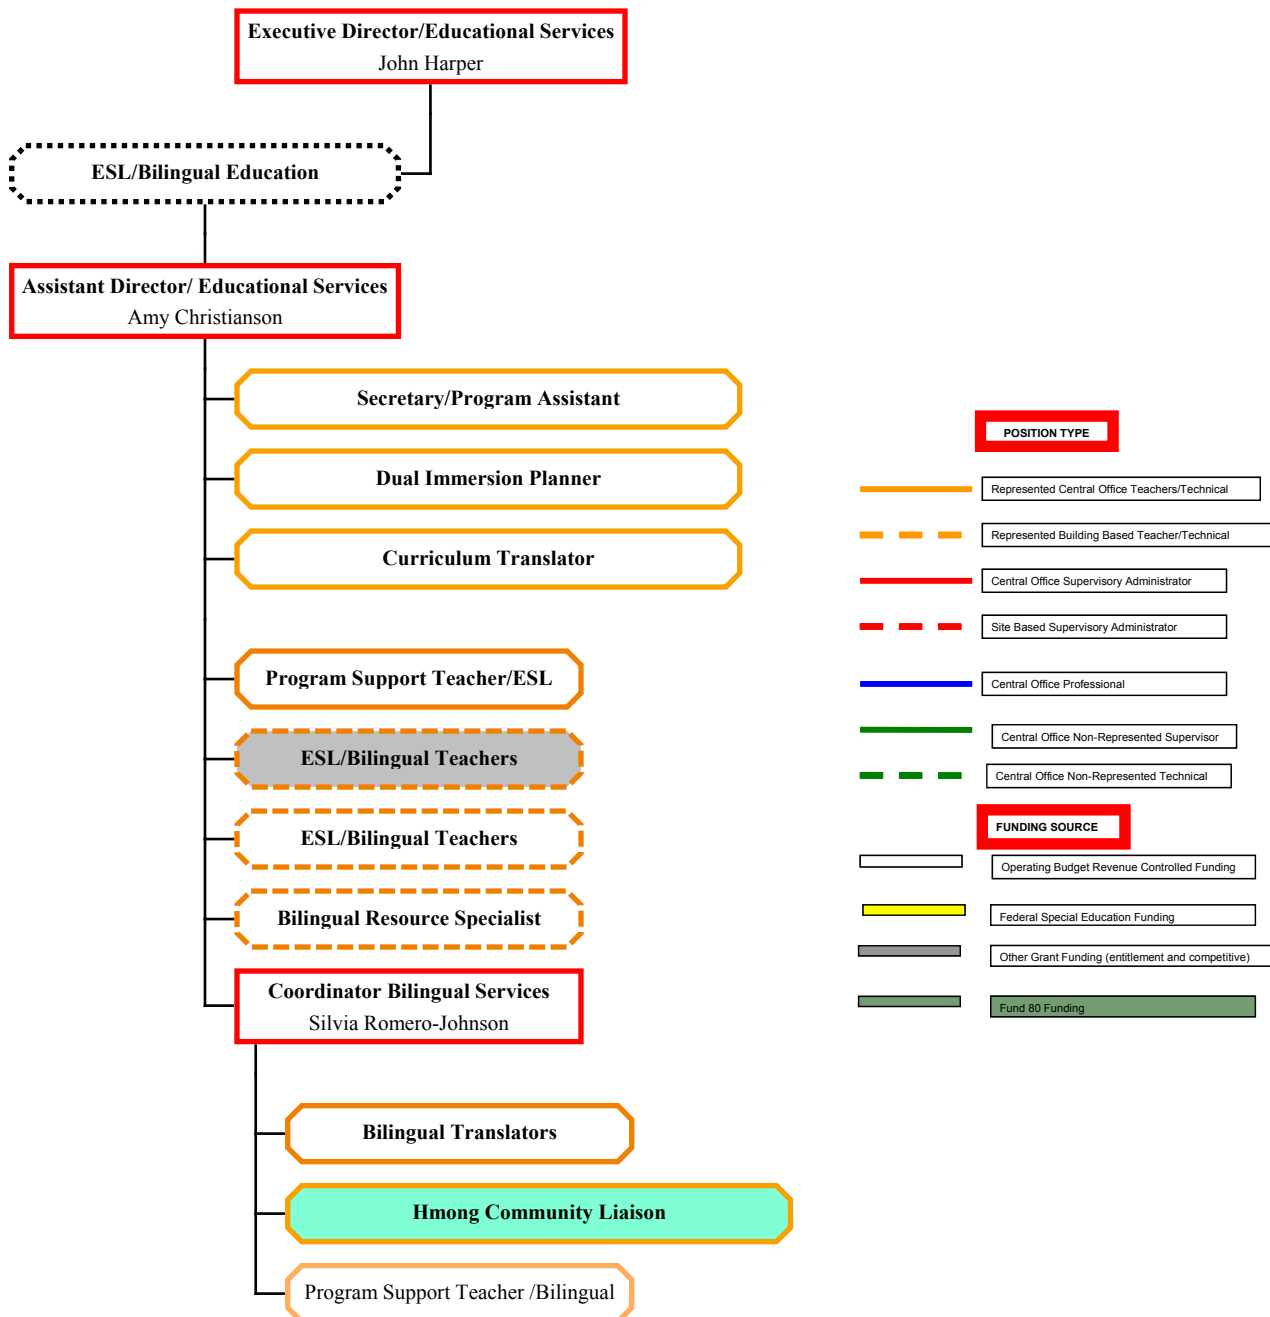 Executive Director/Educational Services
John Harper
ESL/Bilingual Education
Assistant Director/ Educational Services
Amy Christianson
Secretary/Program Assistant
Dual Immersion Planner
Curriculum Translator
Program Support Teacher/ESL
ESL/Bilingual Teachers
ESL/Bilingual Teachers
Bilingual Resource Specialist
Coordinator Bilingual Services
Silvia Romero-Johnson
Bilingual Translators
Hmong Community Liaison
Program Support Teacher /Bilingual
POSITION TYPE
Represented Central Office Teachers/Technical
Represented Building Based Teacher/Technical
Central Office Supervisory Administrator
Site Based Supervisory Administrator
Central Office Professional
Central Office Non-Represented Supervisor
Central Office Non-Represented Technical
FUNDING SOURCE
Operating Budget Revenue Controlled Funding
Federal Special Education Funding
Other Grant Funding (entitlement and competitive)
Fund 80 Funding